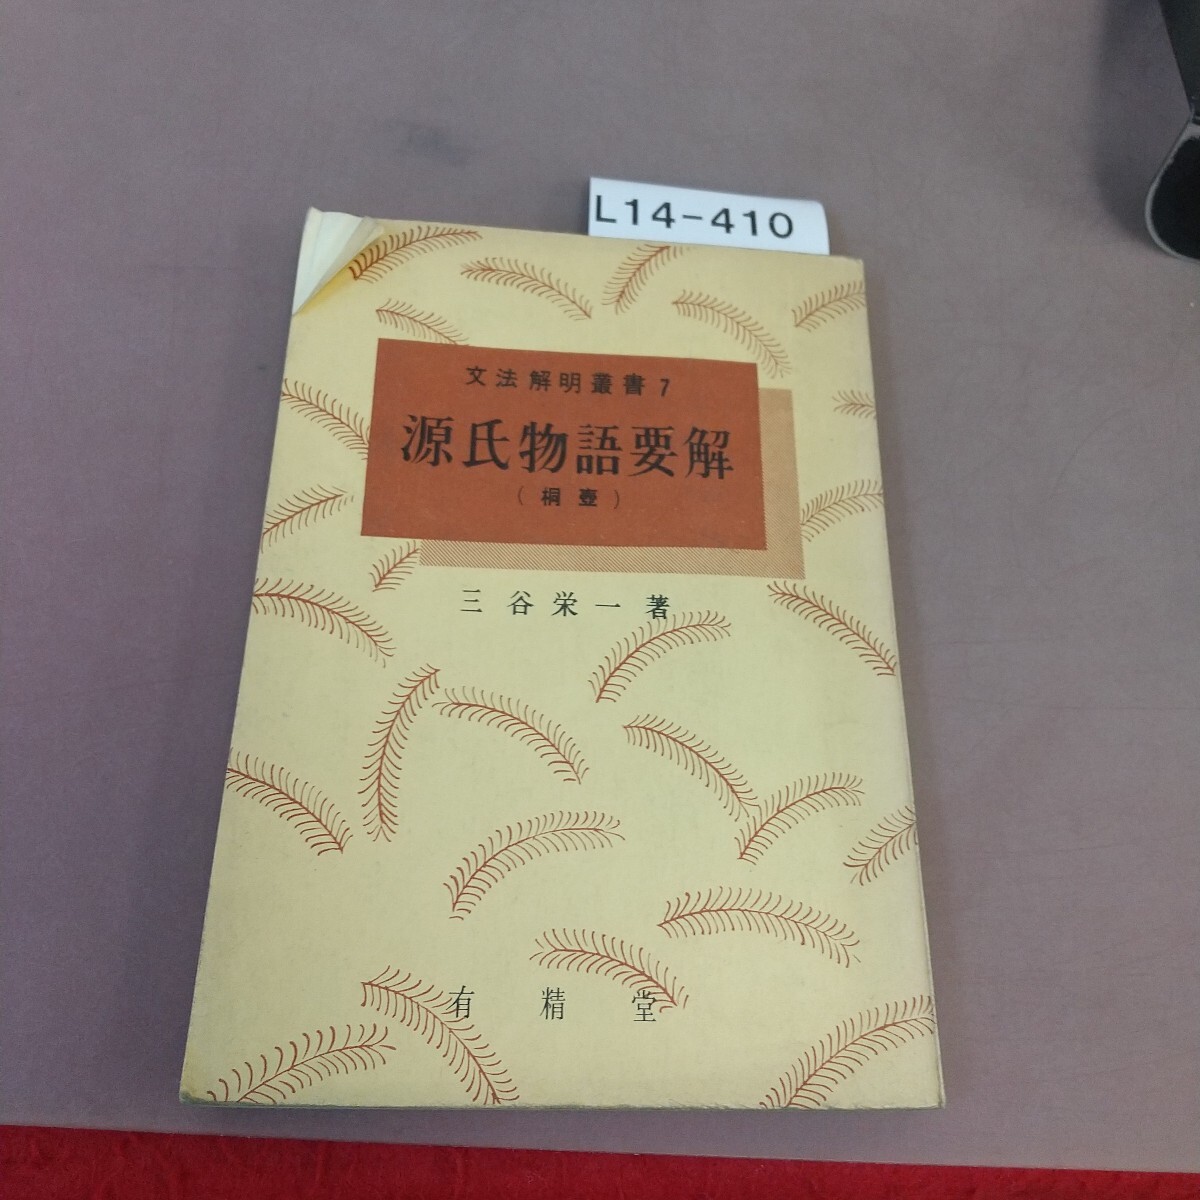 L14-410
文法解明叢書7
源氏物語要解
(桐壺)
三谷栄一著
有精堂